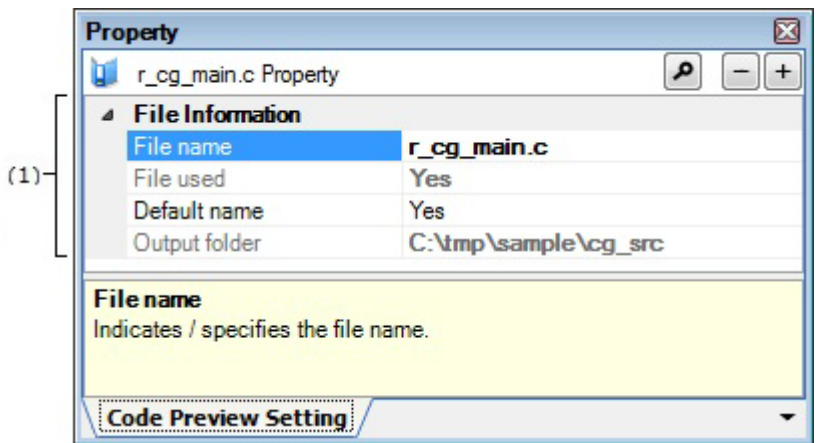 Property
r_cg_main.c Property
File Information
File name r_cg_main.c
(1) File used Yes
Default name Yes
Output folder C:\tmp\sample\cg_src
File name
Indicates / specifies the file name.
Code Preview Setting